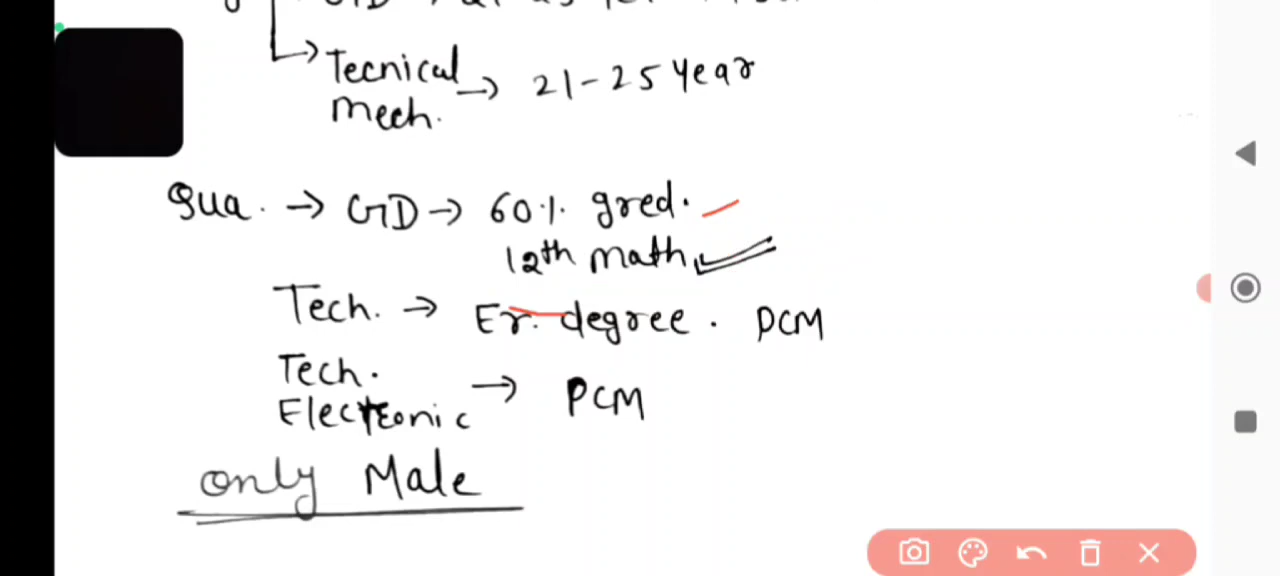 Tecnical
Mech. → 21-25 Year
Qua. → GD → 60% gred.
12th math
Tech. → Er. degree. PCM
Tech.
Electronic → PCM
only Male